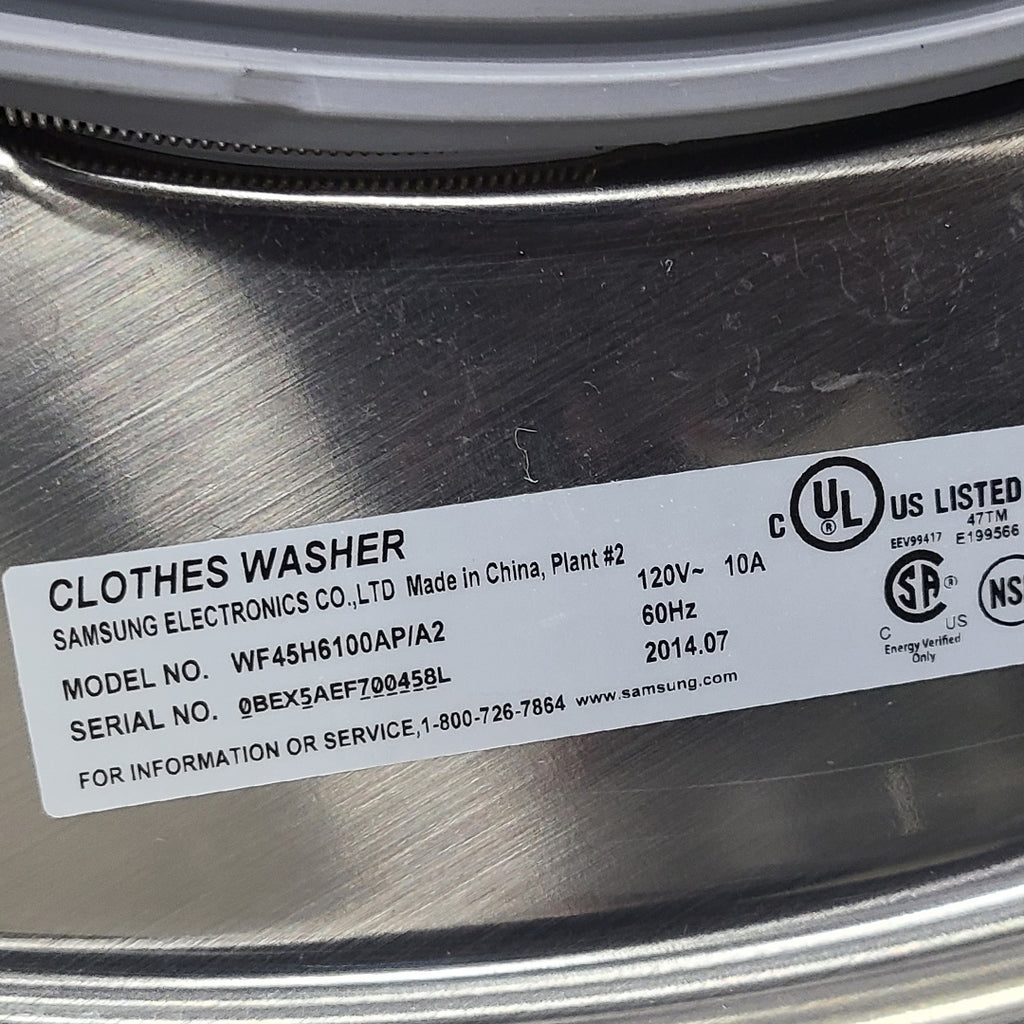 CLOTHES WASHER
SAMSUNG ELECTRONICS CO.,LTD Made in China, Plant #2
MODEL NO. WF45H6100AP/A2
SERIAL NO. 0BEX5AEF700458L
FOR INFORMATION OR SERVICE,1-800-726-7864 www.samsung.com
120V~ 10A
60Hz
2014.07
C UL ® US LISTED
47TM
EEV99417 E199566
SA ®
C US
Energy Verified
Only
NS